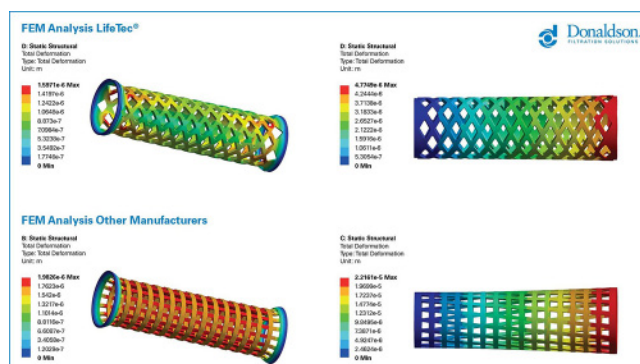 FEM Analysis LifeTec®
Donaldson.
FILTRATION SOLUTIONS
D: Static Structural
Total Deformation
Type: Total Deformation
Unit: m
1.5971e-6 Max
1.4197e-6
1.2422e-6
1.0648e-6
8.873e-7
7.0984e-7
5.3238e-7
3.5492e-7
1.7746e-7
0 Min
D: Static Structural
Total Deformation
Type: Total Deformation
Unit: m
4.7749e-6 Max
4.2444e-6
3.7138e-6
3.1833e-6
2.6527e-6
2.1222e-6
1.5916e-6
1.0611e-6
5.3054e-7
0 Min
FEM Analysis Other Manufacturers
B: Static Structural
Total Deformation
Type: Total Deformation
Unit: m
1.9826e-6 Max
1.7623e-6
1.542e-6
1.3217e-6
1.1014e-6
8.8116e-7
6.6087e-7
3.4058e-7
1.2029e-7
0 Min
C: Static Structural
Total Deformation
Type: Total Deformation
Unit: m
2.2161e-5 Max
1.9699e-5
1.7237e-5
1.4774e-5
1.2312e-5
9.8495e-6
7.3871e-6
4.9247e-6
2.4624e-6
0 Min